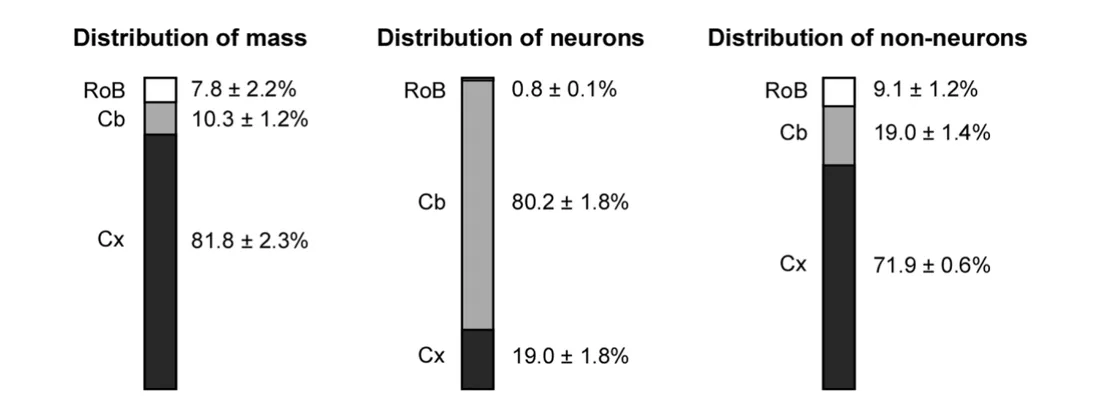 Distribution of mass
RoB 7.8 ± 2.2%
Cb 10.3 ± 1.2%
Cx 81.8 ± 2.3%
Distribution of neurons
RoB 0.8 ± 0.1%
Cb 80.2 ± 1.8%
Cx 19.0 ± 1.8%
Distribution of non-neurons
RoB 9.1 ± 1.2%
Cb 19.0 ± 1.4%
Cx 71.9 ± 0.6%